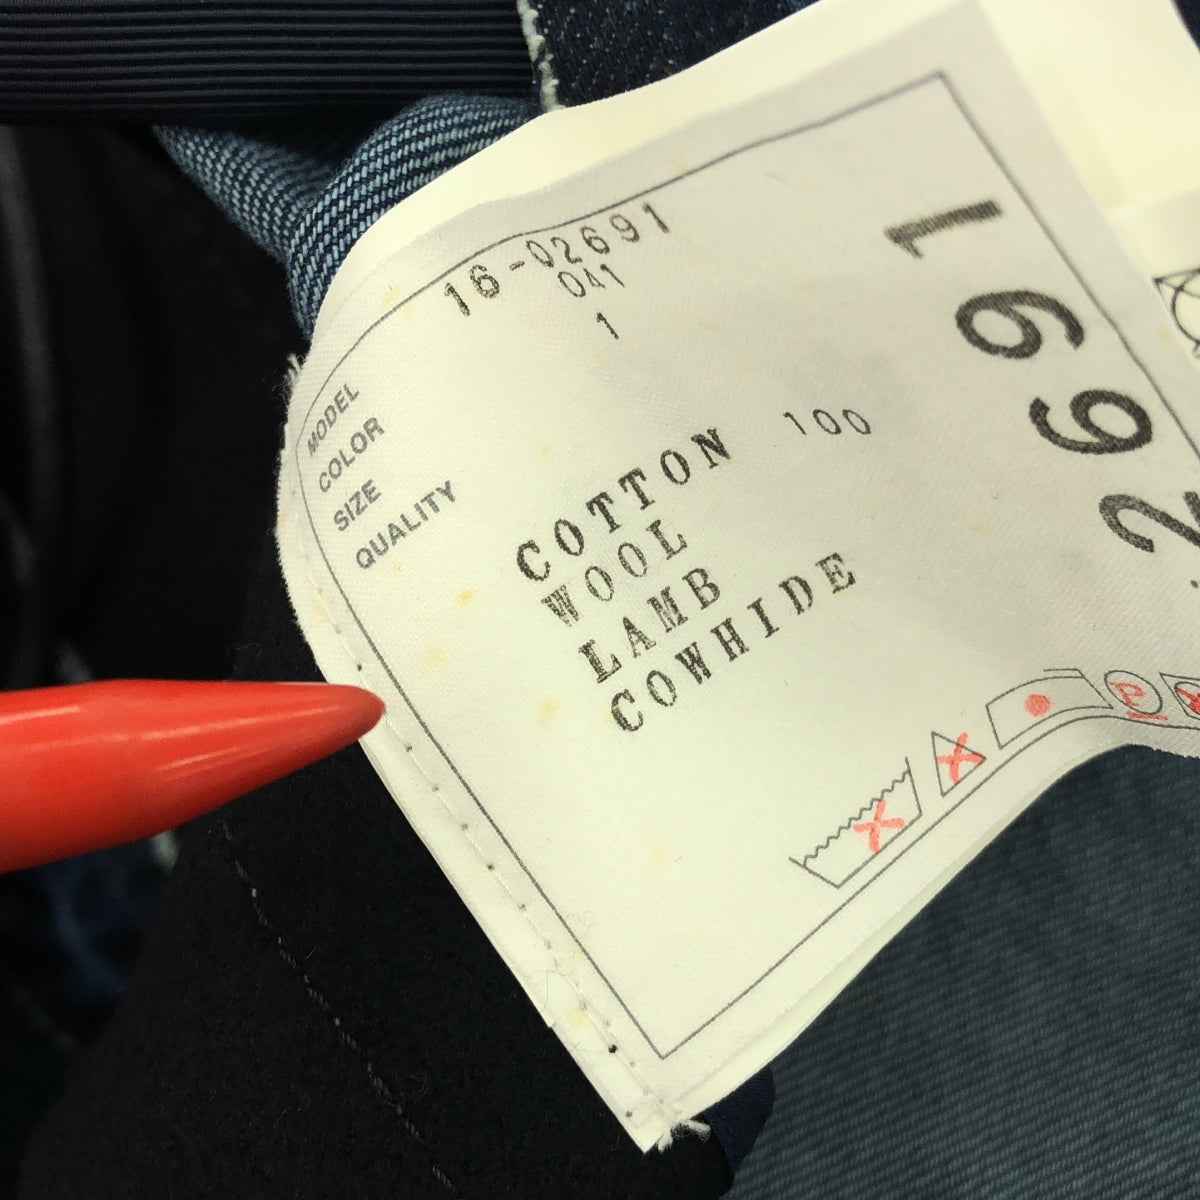 MODEL 16-02691
COLOR 041
SIZE 1
QUALITY
COTTON 100
WOOL
LAMB
COWHIDE
2691
P